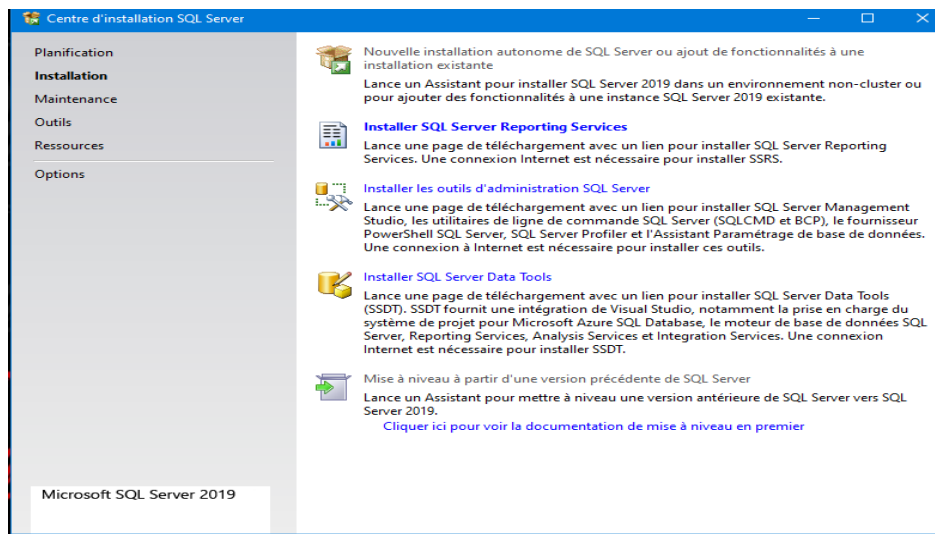 Centre d'installation SQL Server
Planification
Installation
Maintenance
Outils
Ressources
Options
Microsoft SQL Server 2019
Nouvelle installation autonome de SQL Server ou ajout de fonctionnalités à une
installation existante
Lance un Assistant pour installer SQL Server 2019 dans un environnement non-cluster ou
pour ajouter des fonctionnalités à une instance SQL Server 2019 existante.
Installer SQL Server Reporting Services
Lance une page de téléchargement avec un lien pour installer SQL Server Reporting
Services. Une connexion Internet est nécessaire pour installer SSRS.
Installer les outils d'administration SQL Server
Lance une page de téléchargement avec un lien pour installer SQL Server Management
Studio, les utilitaires de ligne de commande SQL Server (SQLCMD et BCP), le fournisseur
PowerShell SQL Server, SQL Server Profiler et l'Assistant Paramétrage de base de données.
Une connexion à Internet est nécessaire pour installer ces outils.
Installer SQL Server Data Tools
Lance une page de téléchargement avec un lien pour installer SQL Server Data Tools
(SSDT). SSDT fournit une intégration de Visual Studio, notamment la prise en charge du
système de projet pour Microsoft Azure SQL Database, le moteur de base de données SQL
Server, Reporting Services, Analysis Services et Integration Services. Une connexion
Internet est nécessaire pour installer SSDT.
Mise à niveau à partir d'une version précédente de SQL Server
Lance un Assistant pour mettre à niveau une version antérieure de SQL Server vers SQL
Server 2019.
Cliquer ici pour voir la documentation de mise à niveau en premier